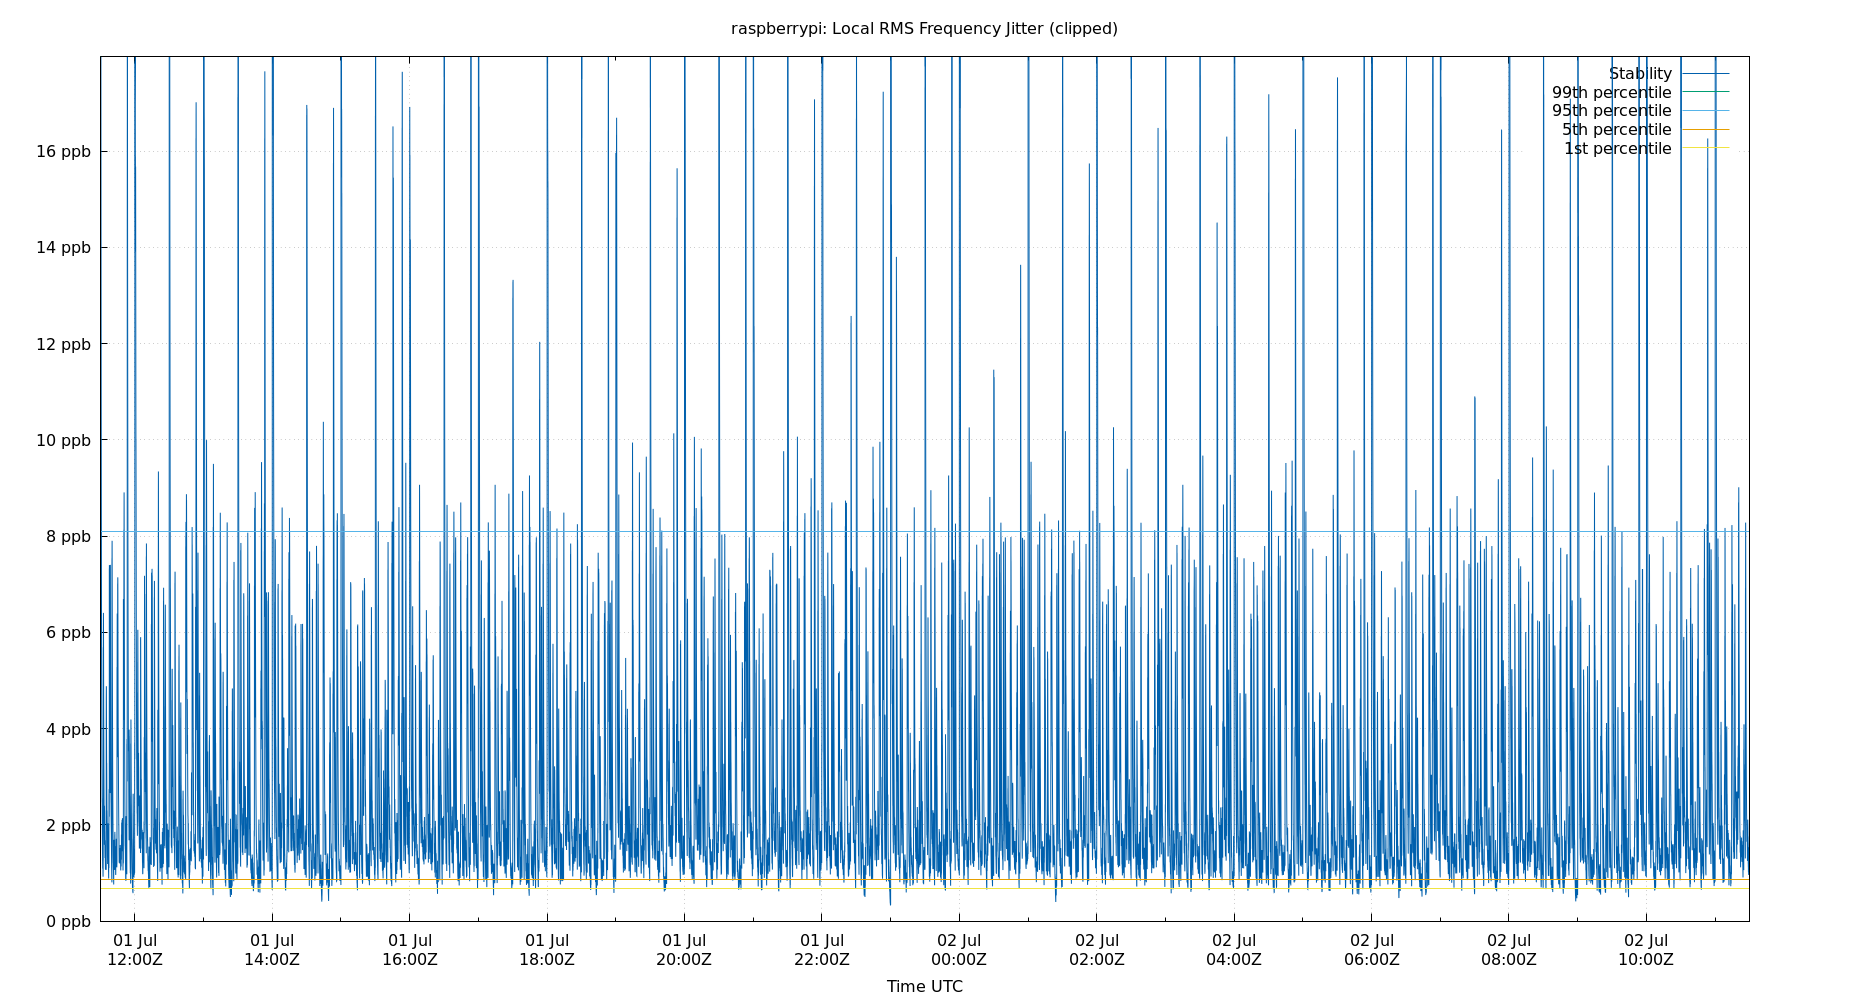 raspberrypi: Local RMS Frequency Jitter (clipped)
Stability
99th percentile
95th percentile
5th percentile
1st percentile
16 ppb
14 ppb
12 ppb
10 ppb
8 ppb
6 ppb
4 ppb
2 ppb
0 ppb
01 Jul 01 Jul 01 Jul 01 Jul 01 Jul 01 Jul 02 Jul 02 Jul 02 Jul 02 Jul 02 Jul 02 Jul
12:00Z 14:00Z 16:00Z 18:00Z 20:00Z 22:00Z 00:00Z 02:00Z 04:00Z 06:00Z 08:00Z 10:00Z
Time UTC